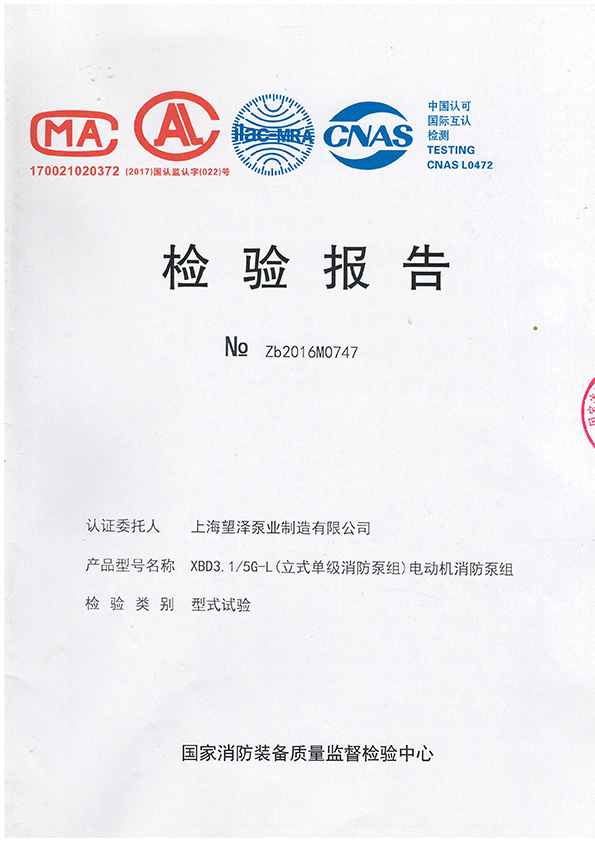 MA
170021020372
AL
(2017)国认监认字(022)号
ilac-MRA
CNAS
中国认可
国际互认
检测
TESTING
CNAS L0472
检验报告
№ Zb2016M0747
认证委托人 上海望泽泵业制造有限公司
产品型号名称 XBD3.1/5G-L(立式单级消防泵组)电动机消防泵组
检验类别 型式试验
国家消防装备质量监督检验中心